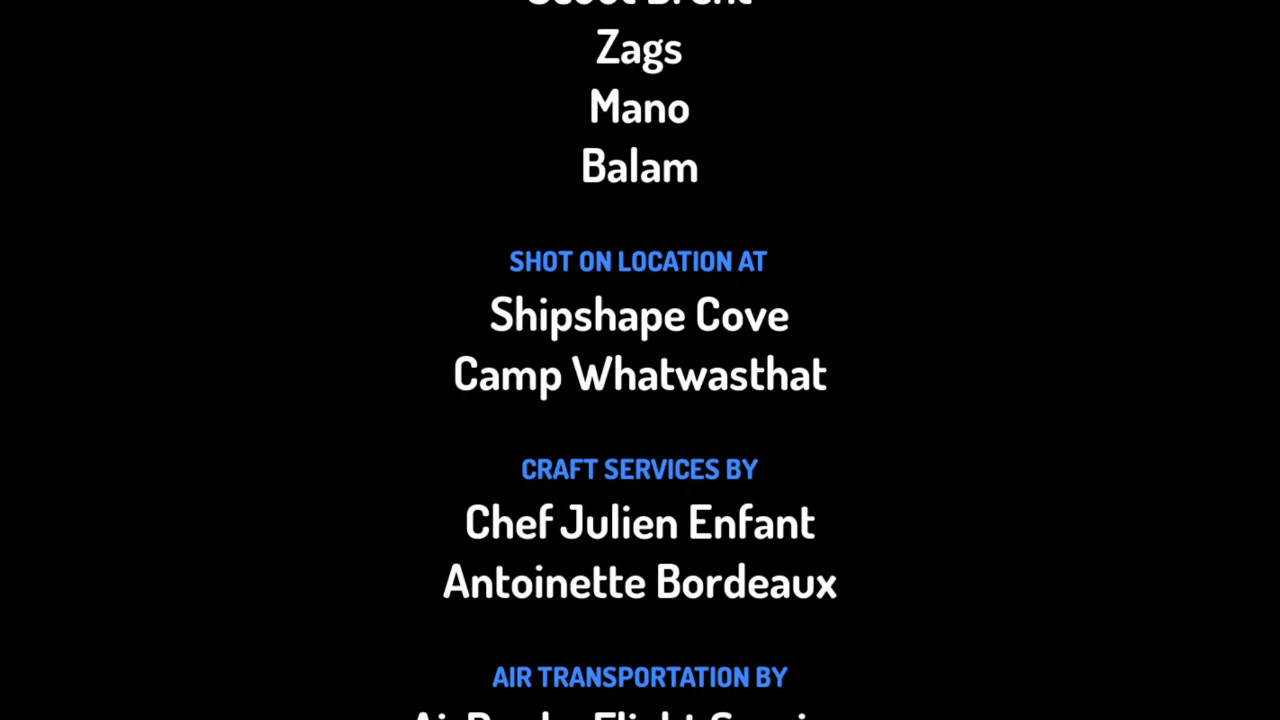 Zags
Mano
Balam
SHOT ON LOCATION AT
Shipshape Cove
Camp Whatwasthat
CRAFT SERVICES BY
Chef Julien Enfant
Antoinette Bordeaux
AIR TRANSPORTATION BY